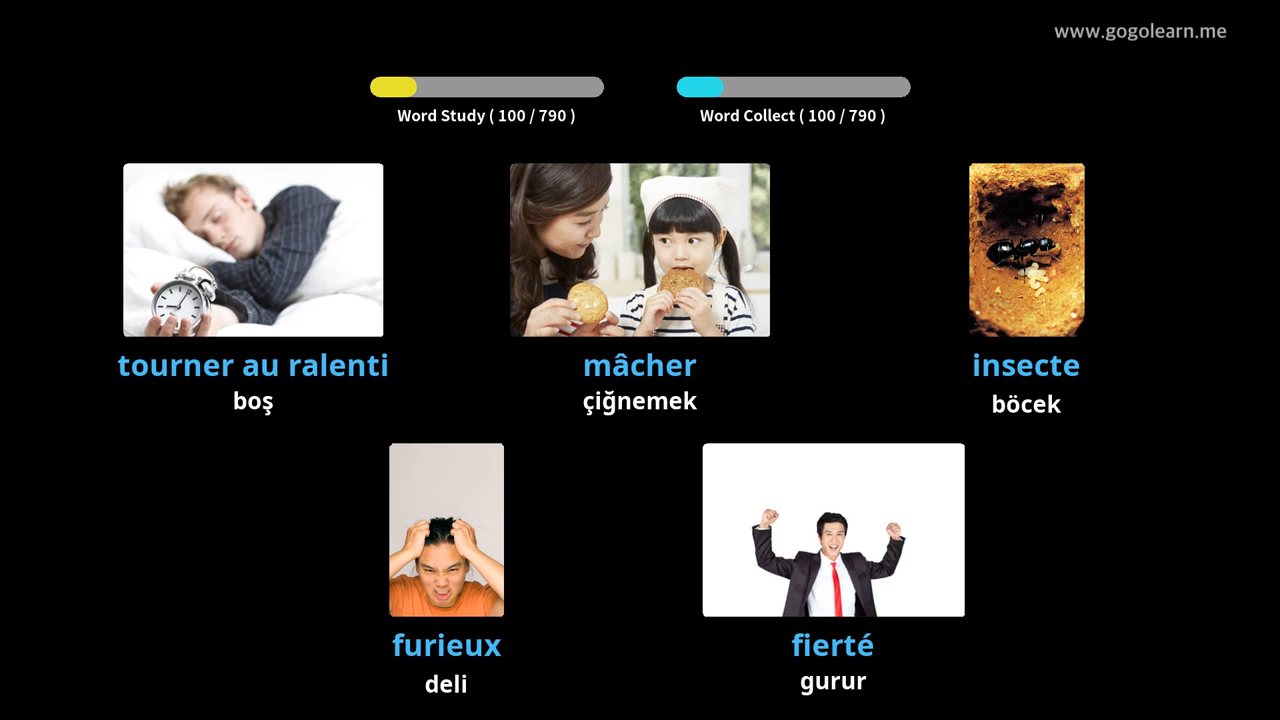 www.gogolearn.me
Word Study ( 100 / 790 )
Word Collect ( 100 / 790 )
tourner au ralenti
boş
mâcher
çiğnemek
insecte
böcek
furieux
deli
fierté
gurur